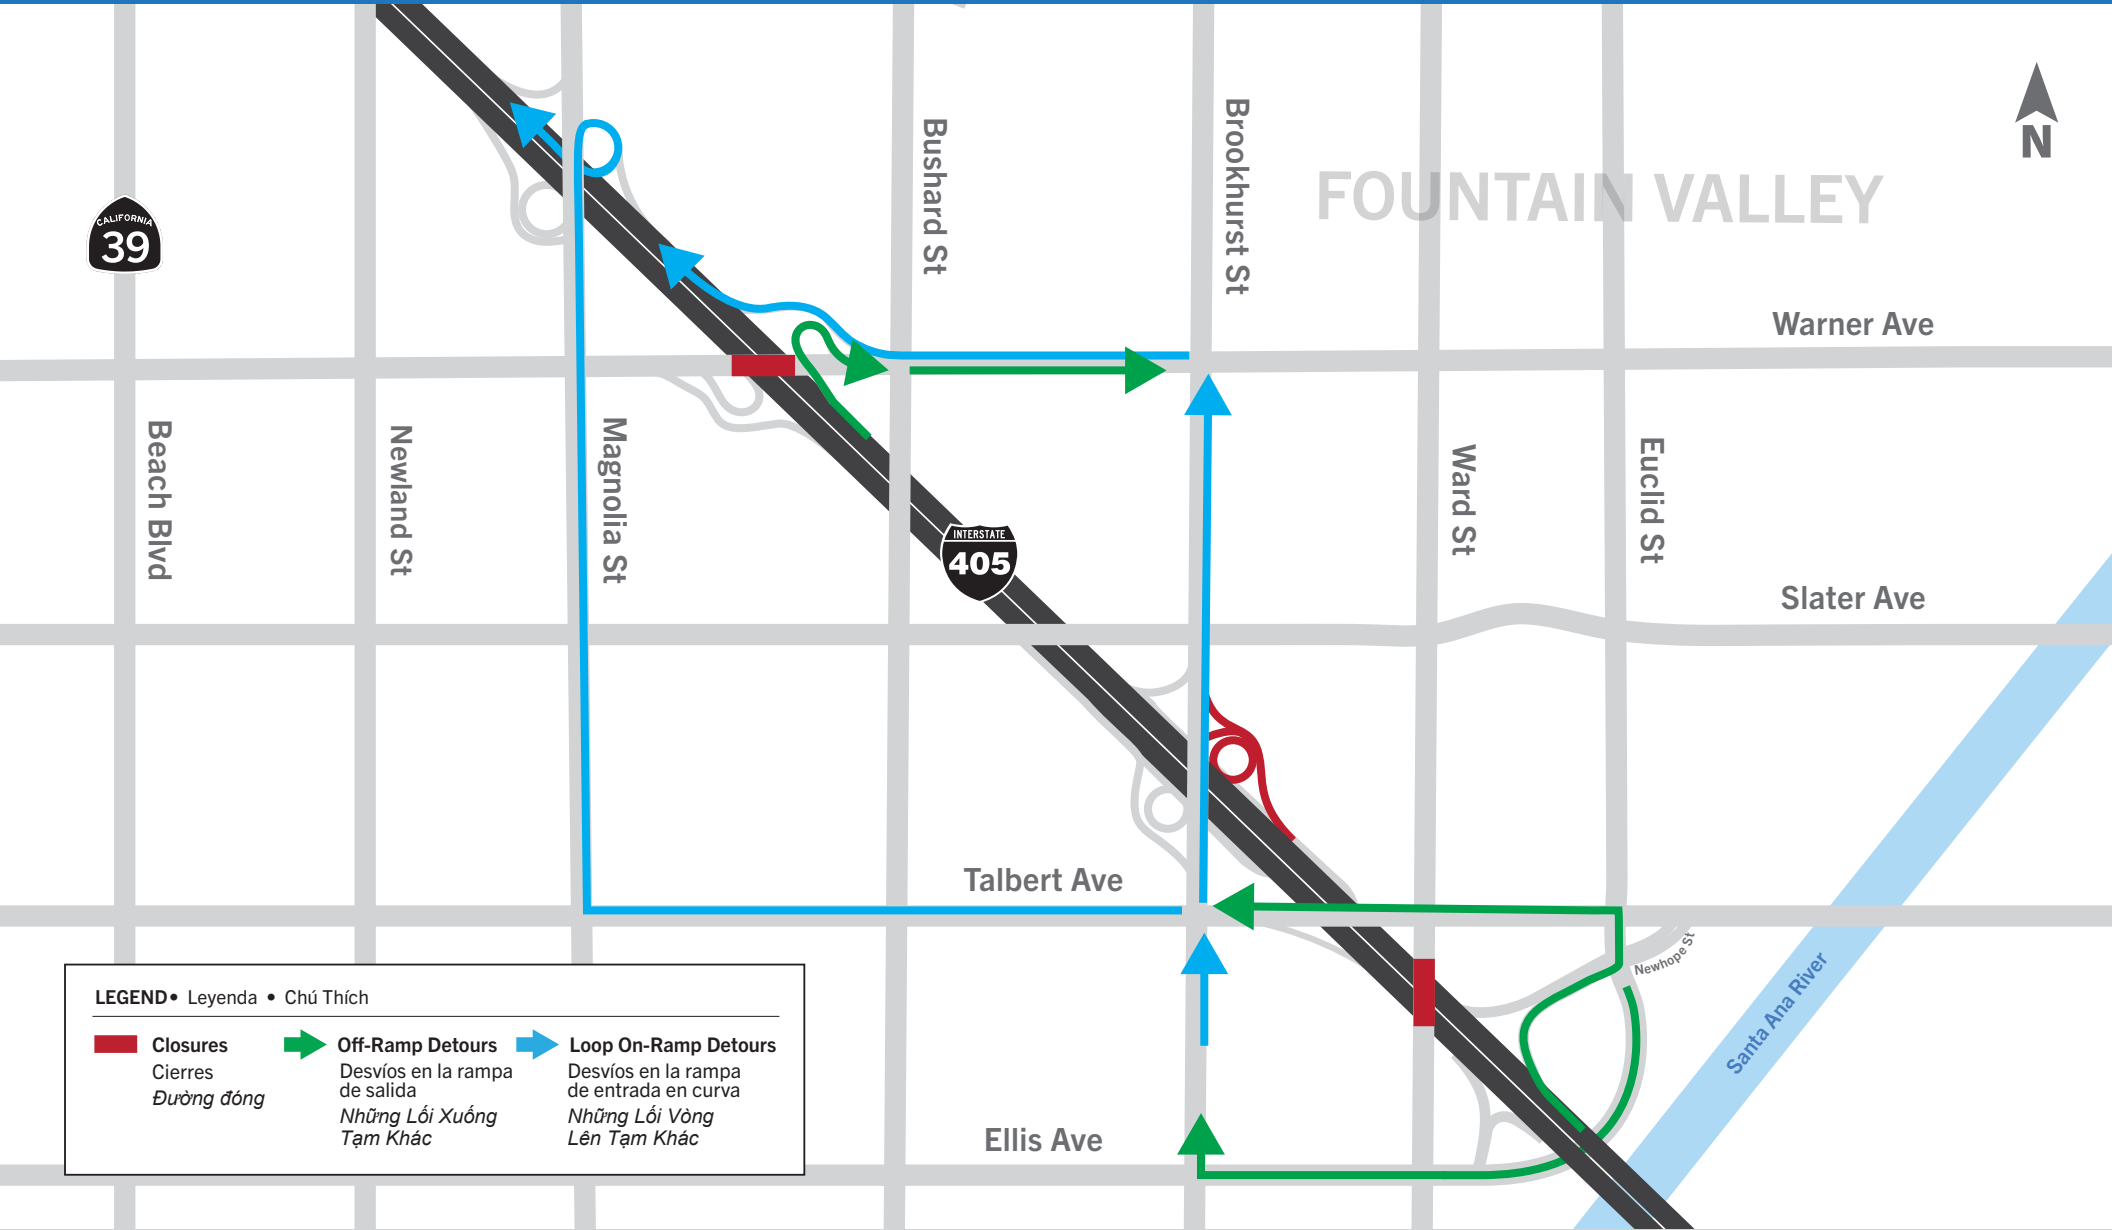 N
FOUNTAIN VALLEY
CALIFORNIA
39
Bushard St
Brookhurst St
Warner Ave
Beach Blvd
Newland St
Magnolia St
Ward St
Euclid St
INTERSTATE
405
Slater Ave
Talbert Ave
Newhope St
Santa Ana River
Ellis Ave
LEGEND • Leyenda • Chú Thích
Closures
Cierres
Đường đóng
Off-Ramp Detours
Desvíos en la rampa
de salida
Những Lối Xuống
Tạm Khác
Loop On-Ramp Detours
Desvíos en la rampa
de entrada en curva
Những Lối Vòng
Lên Tạm Khác